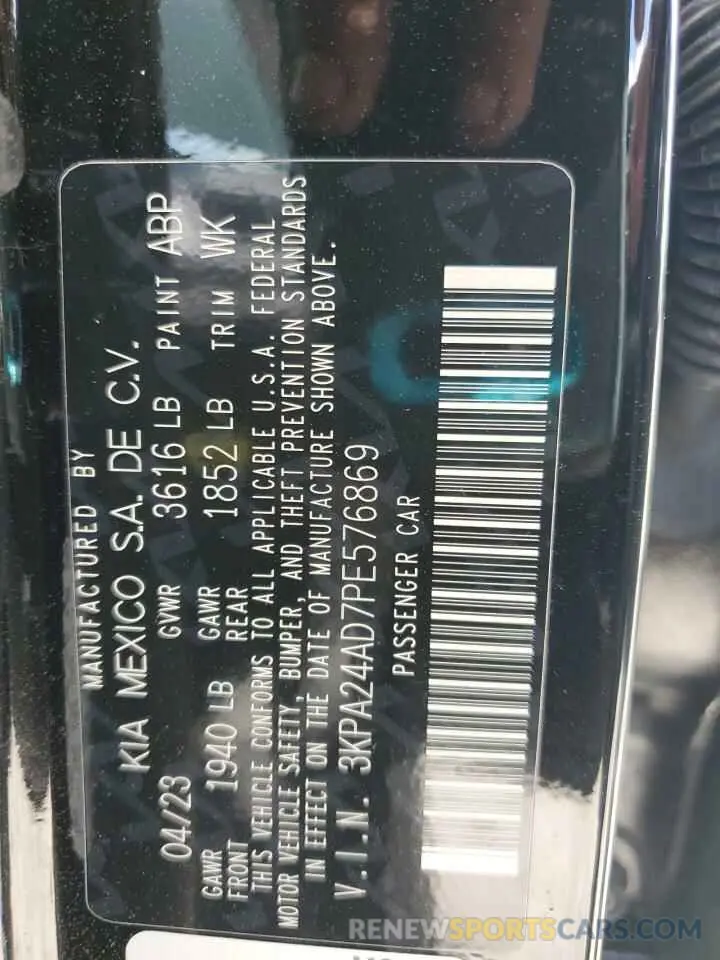 MANUFACTURED BY
KIA MEXICO S.A. DE C.V.
04/23 GVWR 3616 LB PAINT ABP
GAWR FRONT 1940 LB GAWR REAR 1852 LB TRIM WK
THIS VEHICLE CONFORMS TO ALL APPLICABLE U.S.A. FEDERAL
MOTOR VEHICLE SAFETY, BUMPER, AND THEFT PREVENTION STANDARDS
IN EFFECT ON THE DATE OF MANUFACTURE SHOWN ABOVE.
V.I.N. 3KPA24AD7PE576869
PASSENGER CAR
RENEWSPORTSCARS.COM